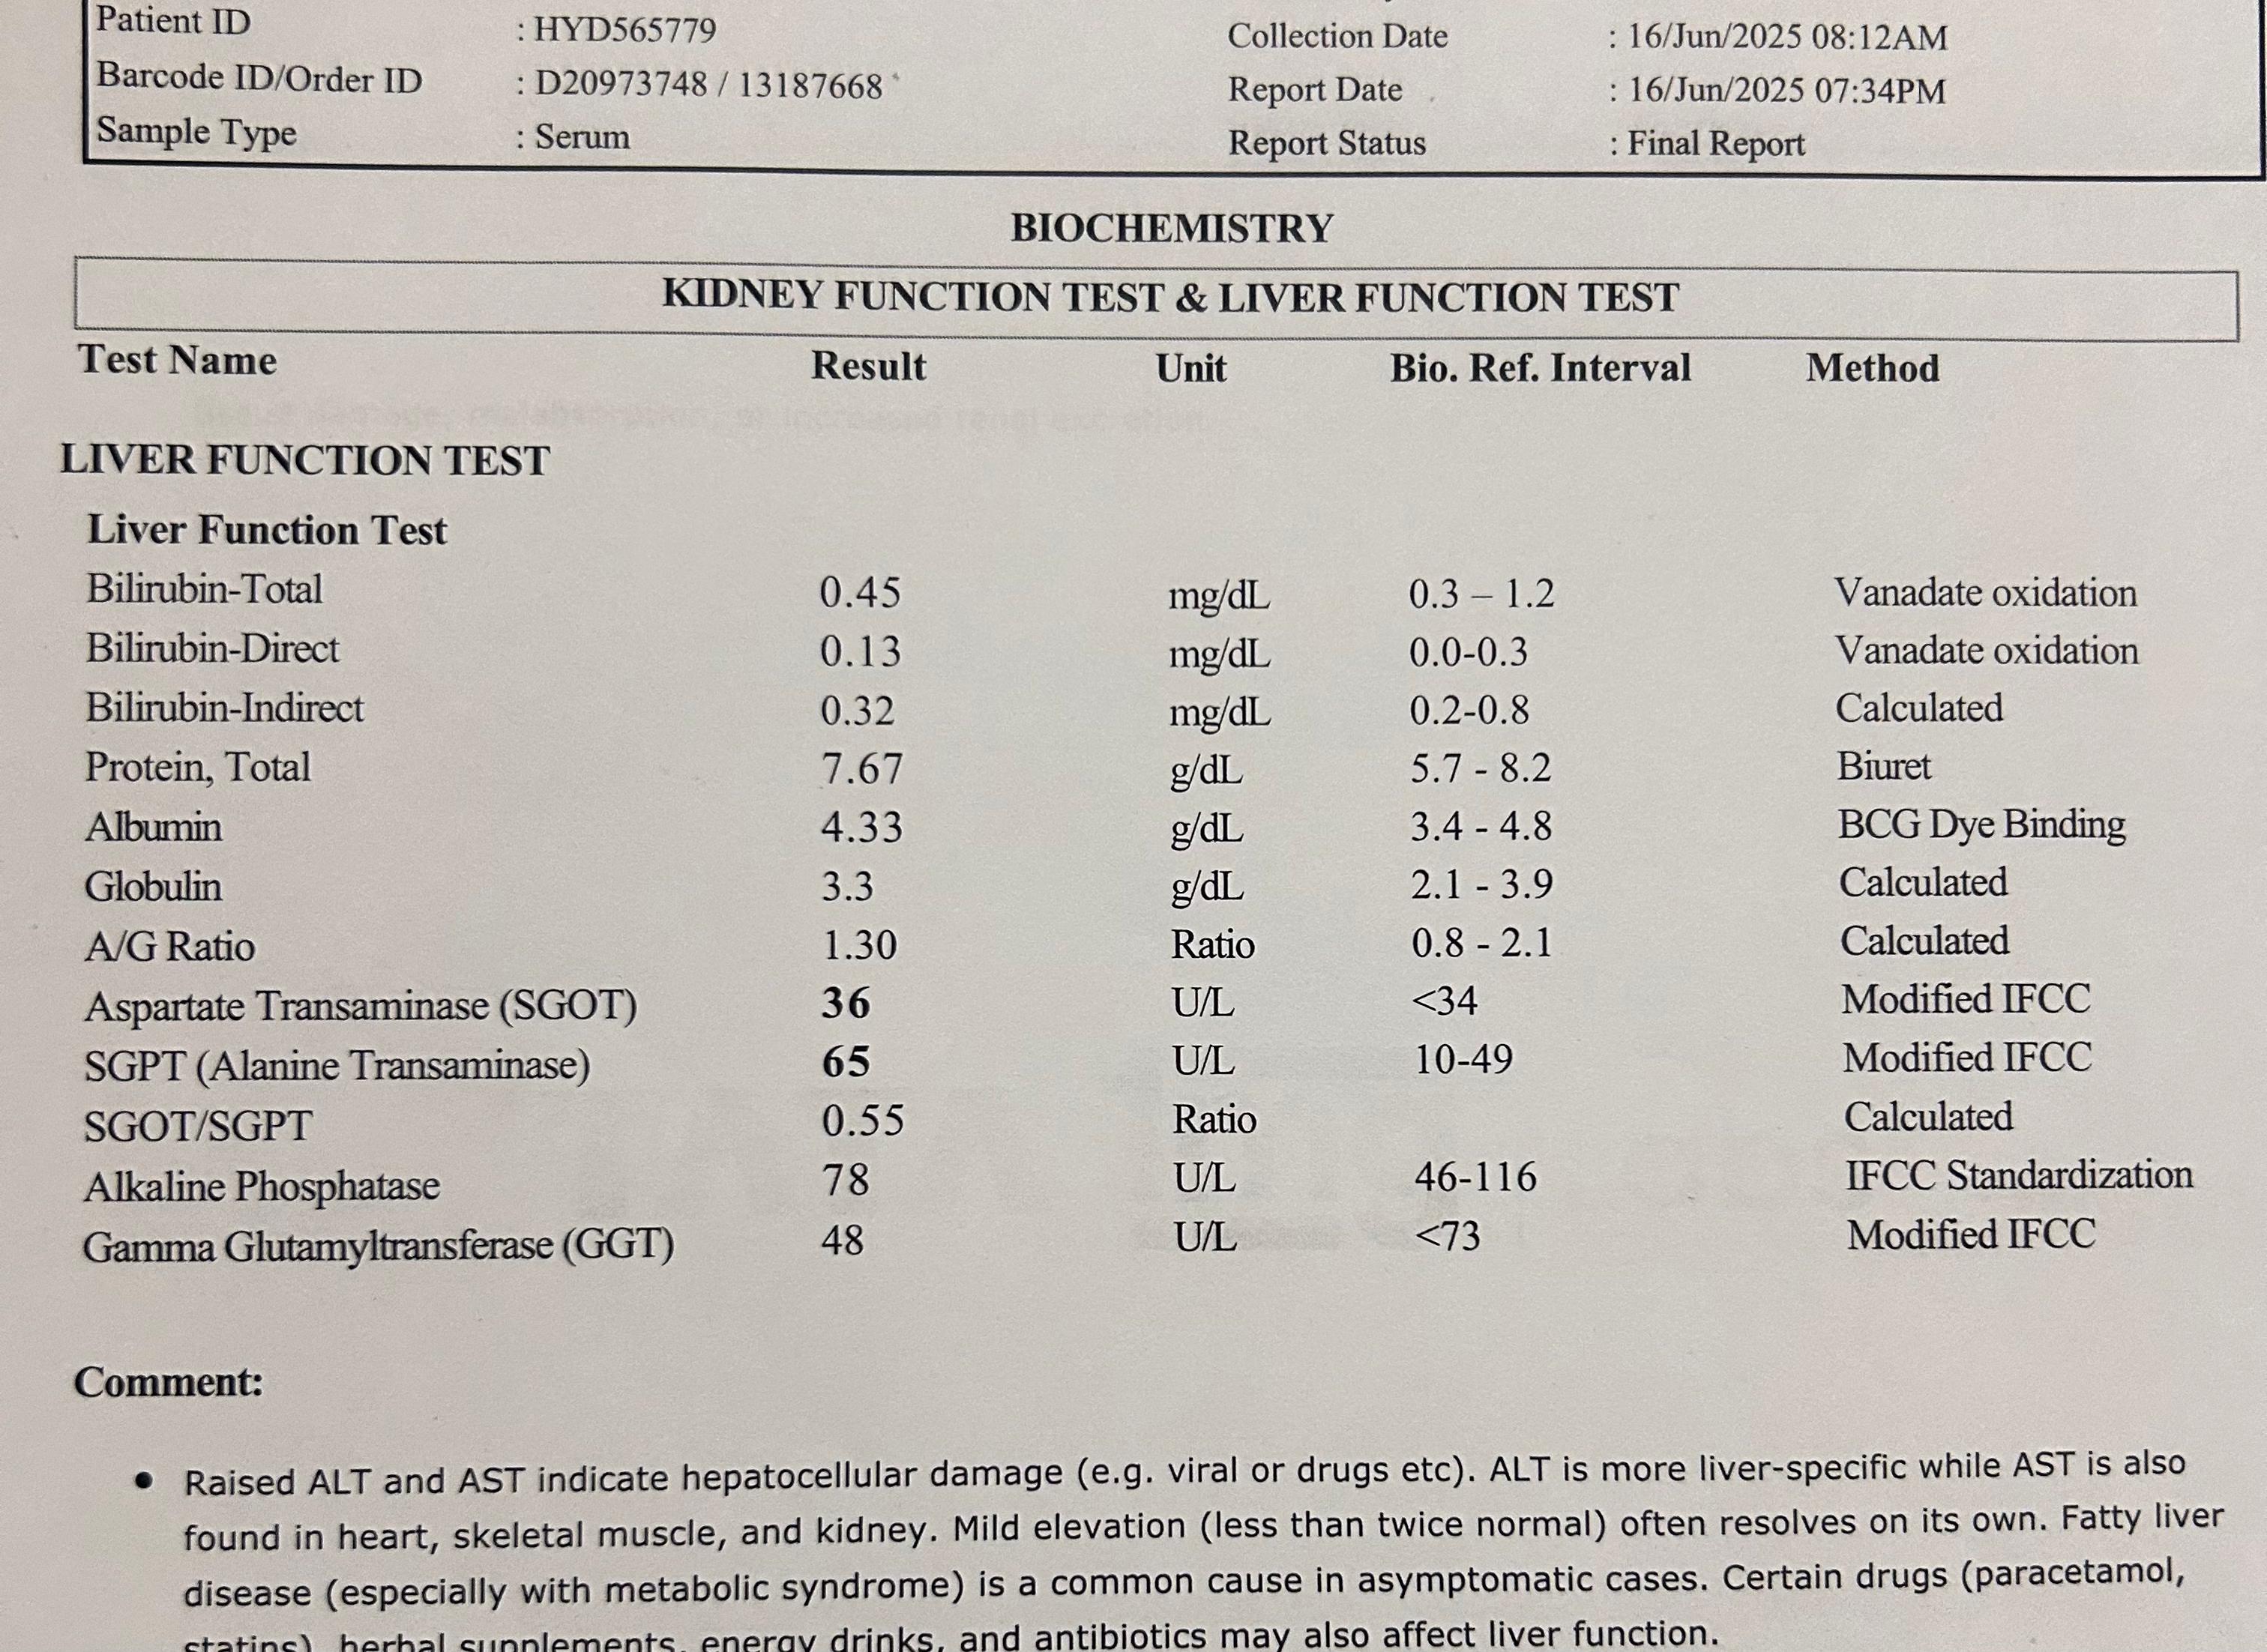 Patient ID : HYD565779 Collection Date : 16/Jun/2025 08:12AM
Barcode ID/Order ID : D20973748 / 13187668 Report Date : 16/Jun/2025 07:34PM
Sample Type : Serum Report Status : Final Report
BIOCHEMISTRY
KIDNEY FUNCTION TEST & LIVER FUNCTION TEST
Test Name Result Unit Bio. Ref. Interval Method
LIVER FUNCTION TEST
Liver Function Test
Bilirubin-Total 0.45 mg/dL 0.3 – 1.2 Vanadate oxidation
Bilirubin-Direct 0.13 mg/dL 0.0-0.3 Vanadate oxidation
Bilirubin-Indirect 0.32 mg/dL 0.2-0.8 Calculated
Protein, Total 7.67 g/dL 5.7 - 8.2 Biuret
Albumin 4.33 g/dL 3.4 - 4.8 BCG Dye Binding
Globulin 3.3 g/dL 2.1 - 3.9 Calculated
A/G Ratio 1.30 Ratio 0.8 - 2.1 Calculated
Aspartate Transaminase (SGOT) 36 U/L <34 Modified IFCC
SGPT (Alanine Transaminase) 65 U/L 10-49 Modified IFCC
SGOT/SGPT 0.55 Ratio Calculated
Alkaline Phosphatase 78 U/L 46-116 IFCC Standardization
Gamma Glutamyltransferase (GGT) 48 U/L <73 Modified IFCC
Comment:
• Raised ALT and AST indicate hepatocellular damage (e.g. viral or drugs etc). ALT is more liver-specific while AST is also
found in heart, skeletal muscle, and kidney. Mild elevation (less than twice normal) often resolves on its own. Fatty liver
disease (especially with metabolic syndrome) is a common cause in asymptomatic cases. Certain drugs (paracetamol,
statins), herbal supplements, energy drinks, and antibiotics may also affect liver function.